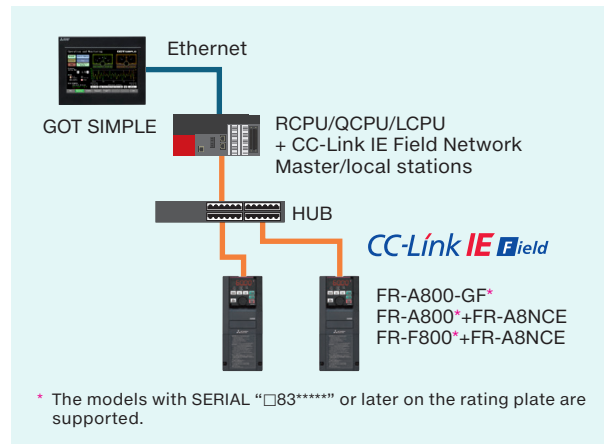 Ethernet
GOT SIMPLE
RCPU/QCPU/LCPU
+ CC-Link IE Field Network
Master/local stations
HUB
CC-Link IE Field
FR-A800-GF*
FR-A800*+FR-A8NCE
FR-F800*+FR-A8NCE
* The models with SERIAL “□83*****” or later on the rating plate are
supported.